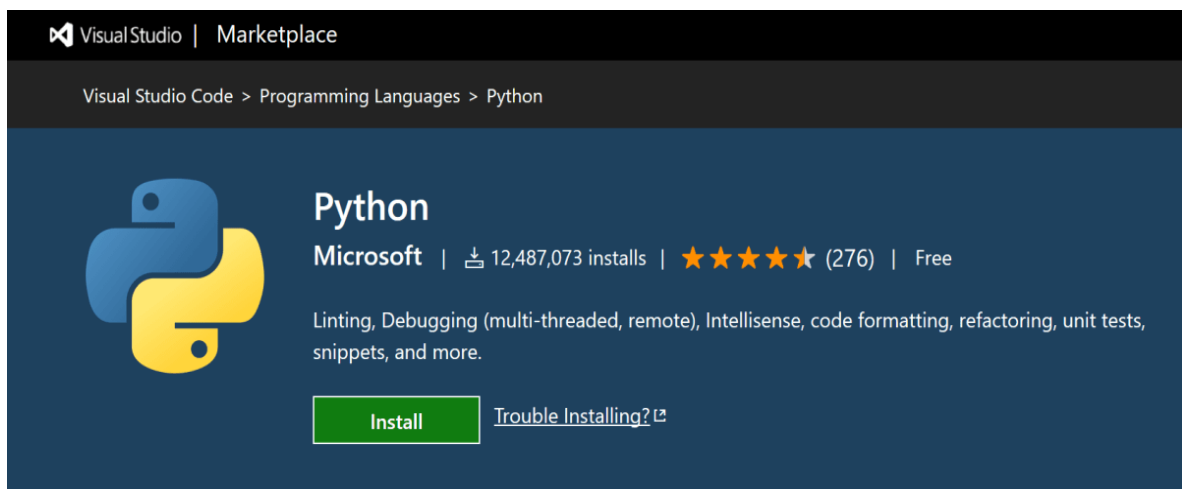 Visual Studio | Marketplace
Visual Studio Code > Programming Languages > Python
Python
Microsoft | 12,487,073 installs | (276) | Free
Linting, Debugging (multi-threaded, remote), Intellisense, code formatting, refactoring, unit tests,
snippets, and more.
Install Trouble Installing?